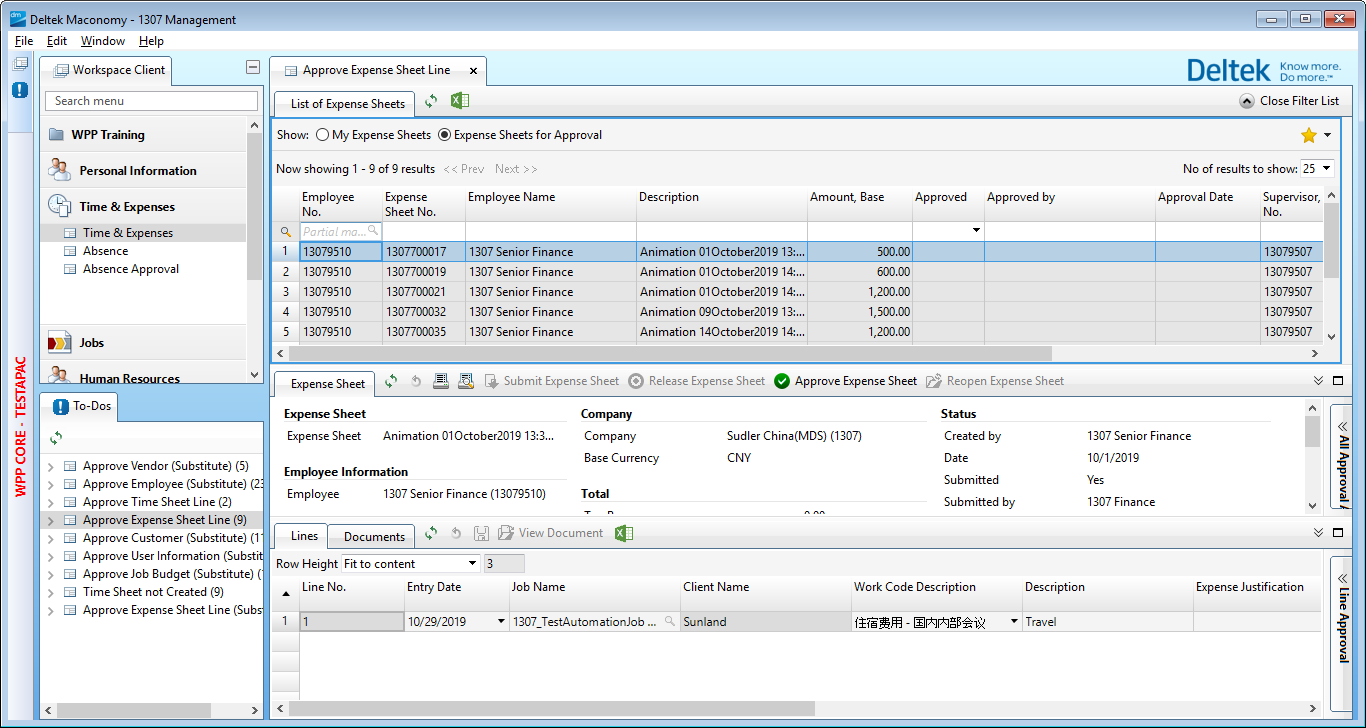 Deltek Maconomy - 1307 Management
File Edit Window Help
Workspace Client
Search menu
WPP Training
Personal Information
Time & Expenses
Time & Expenses
Absence
Absence Approval
Jobs
Human Resources
WPP CORE - TESTAPAC
To-Dos
Approve Vendor (Substitute) (5)
Approve Employee (Substitute) (23
Approve Time Sheet Line (2)
Approve Expense Sheet Line (9)
Approve Customer (Substitute) (11
Approve User Information (Substit
Approve Job Budget (Substitute) (
Time Sheet not Created (9)
Approve Expense Sheet Line (Subs
Approve Expense Sheet Line
Deltek Know more.
Do more.™
List of Expense Sheets
Close Filter List
Show: My Expense Sheets Expense Sheets for Approval
Now showing 1 - 9 of 9 results << Prev Next >> No of results to show: 25
Employee No. Expense Sheet No. Employee Name Description Amount, Base Approved Approved by Approval Date Supervisor, No.
Partial ma...
1 13079510 1307700017 1307 Senior Finance Animation 01October2019 13:... 500.00 13079507
2 13079510 1307700019 1307 Senior Finance Animation 01October2019 14:... 600.00 13079507
3 13079510 1307700021 1307 Senior Finance Animation 01October2019 14:... 1,200.00 13079507
4 13079510 1307700032 1307 Senior Finance Animation 09October2019 13:... 1,500.00 13079507
5 13079510 1307700035 1307 Senior Finance Animation 14October2019 14:... 1,200.00 13079507
Expense Sheet Submit Expense Sheet Release Expense Sheet Approve Expense Sheet Reopen Expense Sheet
Expense Sheet Company Status
Expense Sheet Animation 01October2019 13:3... Company Sudler China(MDS) (1307) Created by 1307 Senior Finance
Base Currency CNY Date 10/1/2019
Employee Information Submitted Yes
Employee 1307 Senior Finance (13079510) Total Submitted by 1307 Finance
All Approval
Lines Documents View Document
Row Height Fit to content 3
Line No. Entry Date Job Name Client Name Work Code Description Description Expense Justification
1 1 10/29/2019 1307_TestAutomationJob ... Sunland 住宿费用 - 国内内部会议 Travel
Line Approval